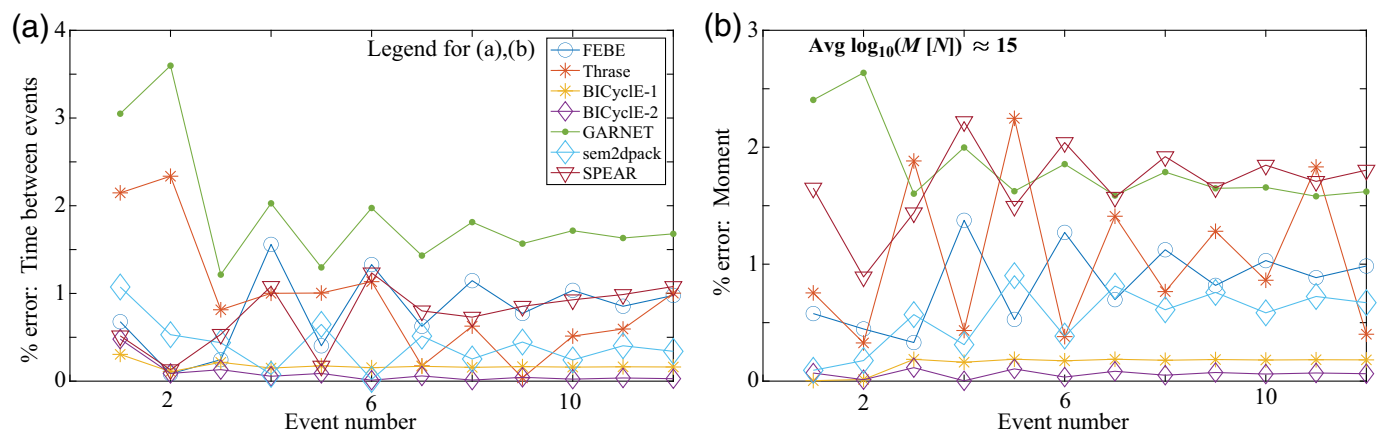 (a)
% error: Time between events
4
3
2
1
0
2
6
10
Event number
Legend for (a),(b)
FEBE
Thrase
BICyclE-1
BICyclE-2
GARNET
sem2dpack
SPEAR
(b)
% error: Moment
3
2
1
0
2
6
10
Event number
Avg log10(M [N]) ≈ 15